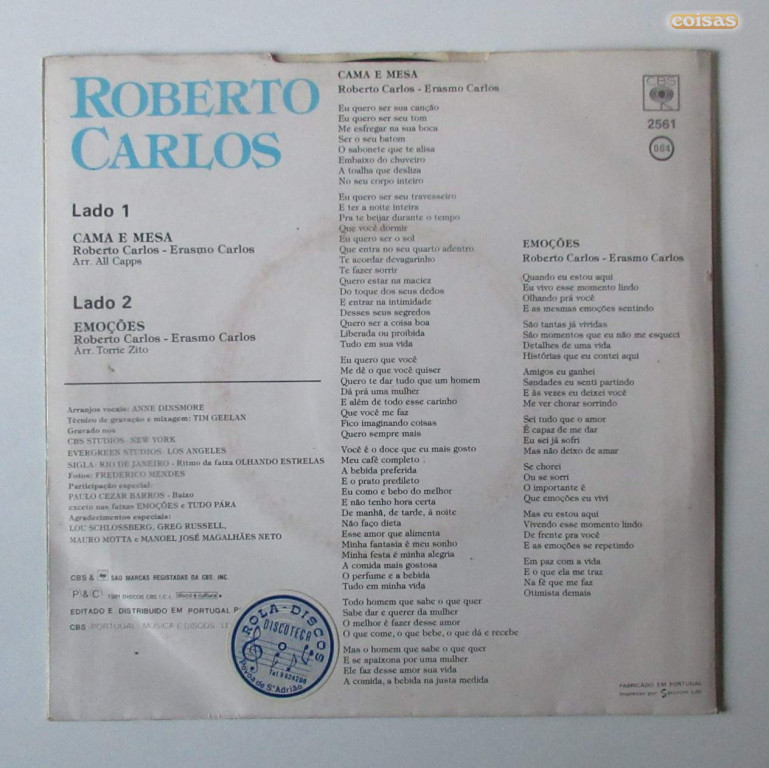 coisas
ROBERTO
CARLOS
Lado 1
CAMA E MESA
Roberto Carlos - Erasmo Carlos
Arr. All Capps
Lado 2
EMOÇÕES
Roberto Carlos - Erasmo Carlos
Arr. Torrie Zito
Arranjos vocais: ANNE DINSMORE
Técnico de gravação e mixagem: TIM GEELAN
Gravado nos
CBS STUDIOS - NEW YORK
EVERGREEN STUDIOS - LOS ANGELES
SIGLA - RIO DE JANEIRO - Ritmo da faixa OLHANDO ESTRELAS
Fotos: FREDERICO MENDES
Participação especial:
PAULO CEZAR BARROS - Baixo
exceto nas faixas EMOÇÕES e TUDO PÁRA
Agradecimentos especiais:
LOU SCHLOSSBERG, GREG RUSSELL,
MAURO MOTTA e MANOEL JOSÉ MAGALHÃES NETO
CBS & SÃO MARCAS REGISTADAS DA CBS, INC.
P & C 1981 DISCOS CBS I.C.L. disco é cultura
EDITADO E DISTRIBUIDO EM PORTUGAL P
CBS PORTUGAL - MUSICA E DISCOS, L
ROLA-DISCOS
DISCOTECA
Tel.9834206
Póvoa de Sto Adrião
CAMA E MESA
Roberto Carlos - Erasmo Carlos
Eu quero ser sua canção
Eu quero ser seu tom
Me esfregar na sua boca
Ser o seu batom
O sabonete que te alisa
Embaixo do chuveiro
A toalha que desliza
No seu corpo inteiro
Eu quero ser seu travesseiro
E ter a noite inteira
Pra te beijar durante o tempo
Que você dormir
Eu quero ser o sol
Que entra no seu quarto adentro
Te acordar devagarinho
Te fazer sorrir
Quero estar na maciez
Do toque dos seus dedos
E entrar na intimidade
Desses seus segredos
Quero ser a coisa boa
Liberada ou proibida
Tudo em sua vida
Eu quero que você
Me dê o que você quiser
Quero te dar tudo que um homem
Dá prá uma mulher
E além de todo esse carinho
Que você me faz
Fico imaginando coisas
Quero sempre mais
Você é o doce que eu mais gosto
Meu café completo
A bebida preferida
E o prato predileto
Eu como e bebo do melhor
E não tenho hora certa
De manhã, de tarde, à noite
Não faço dieta
Esse amor que alimenta
Minha fantasia é meu sonho
Minha festa é minha alegria
A comida mais gostosa
O perfume e a bebida
Tudo em minha vida
Todo homem que sabe o que quer
Sabe dar e querer da mulher
O melhor é fazer desse amor
O que come, o que bebe, o que dá e recebe
Mas o homem que sabe o que quer
E se apaixona por uma mulher
Ele faz desse amor sua vida
A comida, a bebida na justa medida
CBS
2561
EMOÇÕES
Roberto Carlos - Erasmo Carlos
Quando eu estou aqui
Eu vivo esse momento lindo
Olhando prá você
E as mesmas emoções sentindo
São tantas já vividas
São momentos que eu não me esqueci
Detalhes de uma vida
Histórias que eu contei aqui
Amigos eu ganhei
Saudades eu senti partindo
E às vezes eu deixei você
Me ver chorar sorrindo
Sei tudo que o amor
É capaz de me dar
Eu sei já sofri
Mas não deixo de amar
Se chorei
Ou se sorri
O importante é
Que emoções eu vivi
Mas eu estou aqui
Vivendo esse momento lindo
De frente pra você
E as emoções se repetindo
Em paz com a vida
E o que ela me traz
Na fé que me faz
Otimista demais
FABRICADO EM PORTUGAL
Impresso por